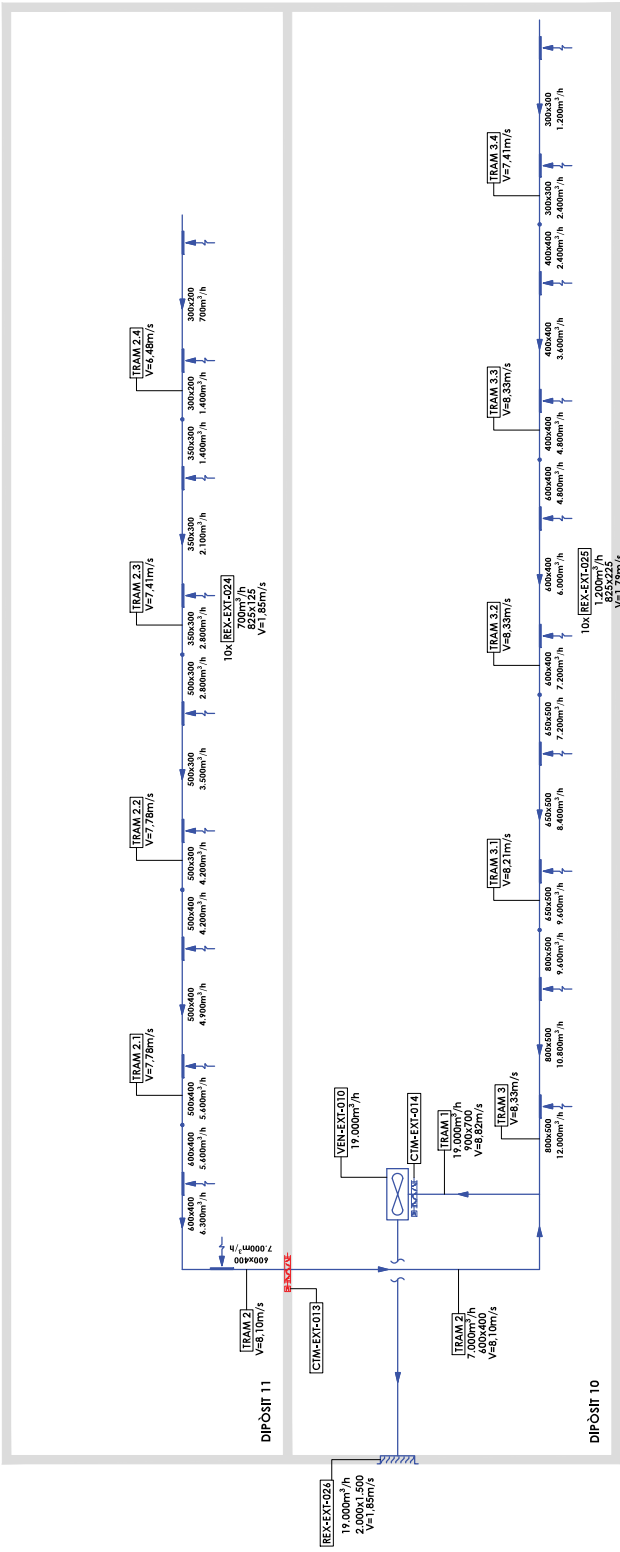 DIPÒSIT 11
TRAM 2
V=8,10m/s
600x400
7.000m³/h
600x400
6.300m³/h
600x400
5.600m³/h
TRAM 2.1
V=7,78m/s
500x400
5.600m³/h
500x400
4.900m³/h
500x400
4.200m³/h
TRAM 2.2
V=7,78m/s
500x300
4.200m³/h
500x300
3.500m³/h
500x300
2.800m³/h
TRAM 2.3
V=7,41m/s
350x300
2.800m³/h
10x REX-EXT-024
700m³/h
825x125
V=1,85m/s
350x300
2.100m³/h
350x300
1.400m³/h
TRAM 2.4
V=6,48m/s
300x200
1.400m³/h
300x200
700m³/h
CTM-EXT-013
REX-EXT-026
19.000m³/h
2.000x1.500
V=1,85m/s
VEN-EXT-010
19.000m³/h
CTM-EXT-014
TRAM 1
19.000m³/h
900x700
V=8,82m/s
TRAM 2
7.000m³/h
600x400
V=8,10m/s
TRAM 3
V=8,33m/s
800x500
12.000m³/h
800x500
10.800m³/h
800x500
9.600m³/h
TRAM 3.1
V=8,21m/s
650x500
9.600m³/h
650x500
8.400m³/h
650x500
7.200m³/h
TRAM 3.2
V=8,33m/s
600x400
7.200m³/h
10x REX-EXT-025
1.200m³/h
825x225
V=1,79m/s
600x400
6.000m³/h
600x400
4.800m³/h
TRAM 3.3
V=8,33m/s
400x400
4.800m³/h
400x400
3.600m³/h
400x400
2.400m³/h
TRAM 3.4
V=7,41m/s
300x300
2.400m³/h
300x300
1.200m³/h
DIPÒSIT 10